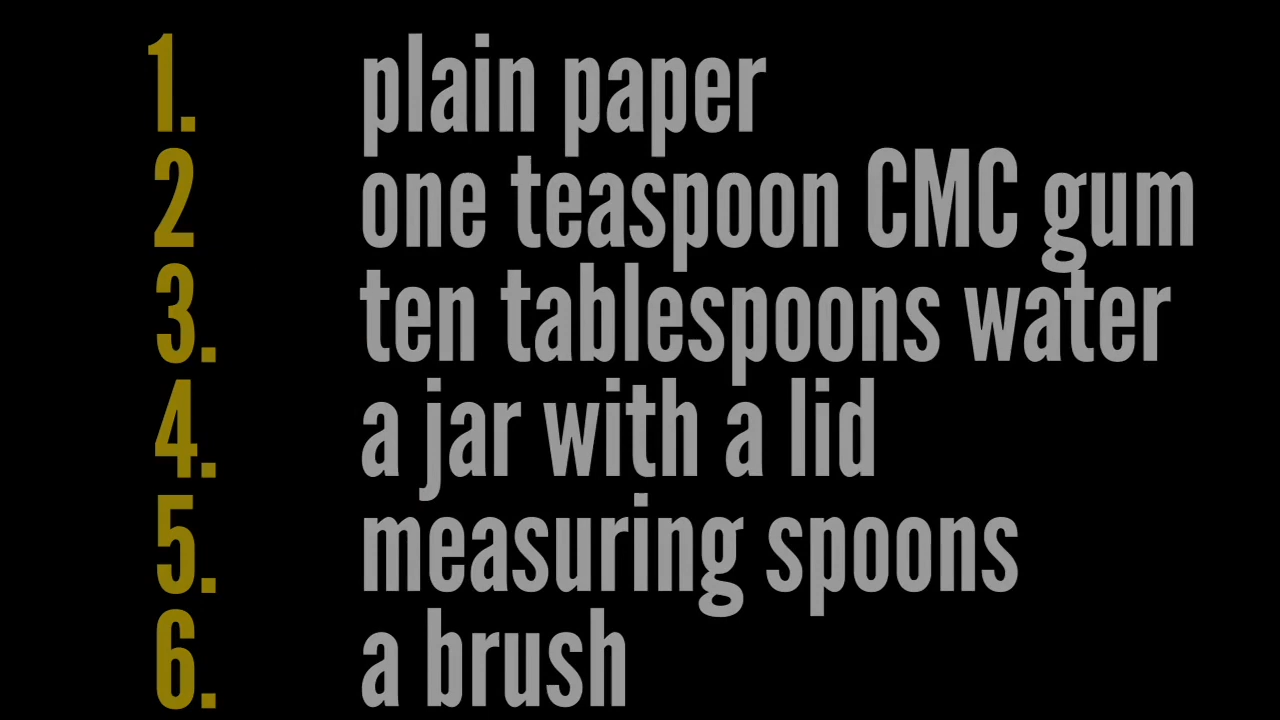 1. plain paper
2 one teaspoon CMC gum
3. ten tablespoons water
4. a jar with a lid
5. measuring spoons
6. a brush